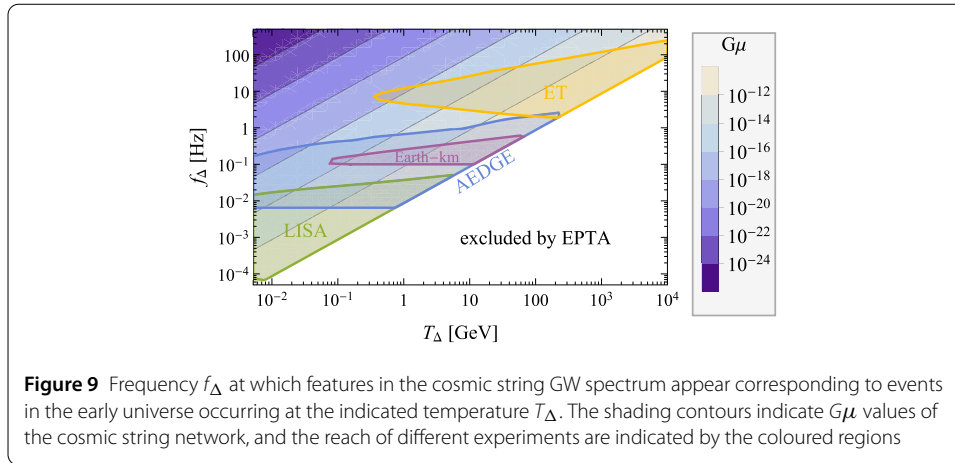 Gμ
100
10
1
10⁻¹
10⁻²
10⁻³
10⁻⁴
f_Δ [Hz]
ET
Earth-km
AEDGE
LISA
excluded by EPTA
10⁻² 10⁻¹ 1 10 100 10³ 10⁴
T_Δ [GeV]
10⁻¹²
10⁻¹⁴
10⁻¹⁶
10⁻¹⁸
10⁻²⁰
10⁻²²
10⁻²⁴
Figure 9 Frequency f_Δ at which features in the cosmic string GW spectrum appear corresponding to events
in the early universe occurring at the indicated temperature T_Δ. The shading contours indicate Gμ values of
the cosmic string network, and the reach of different experiments are indicated by the coloured regions